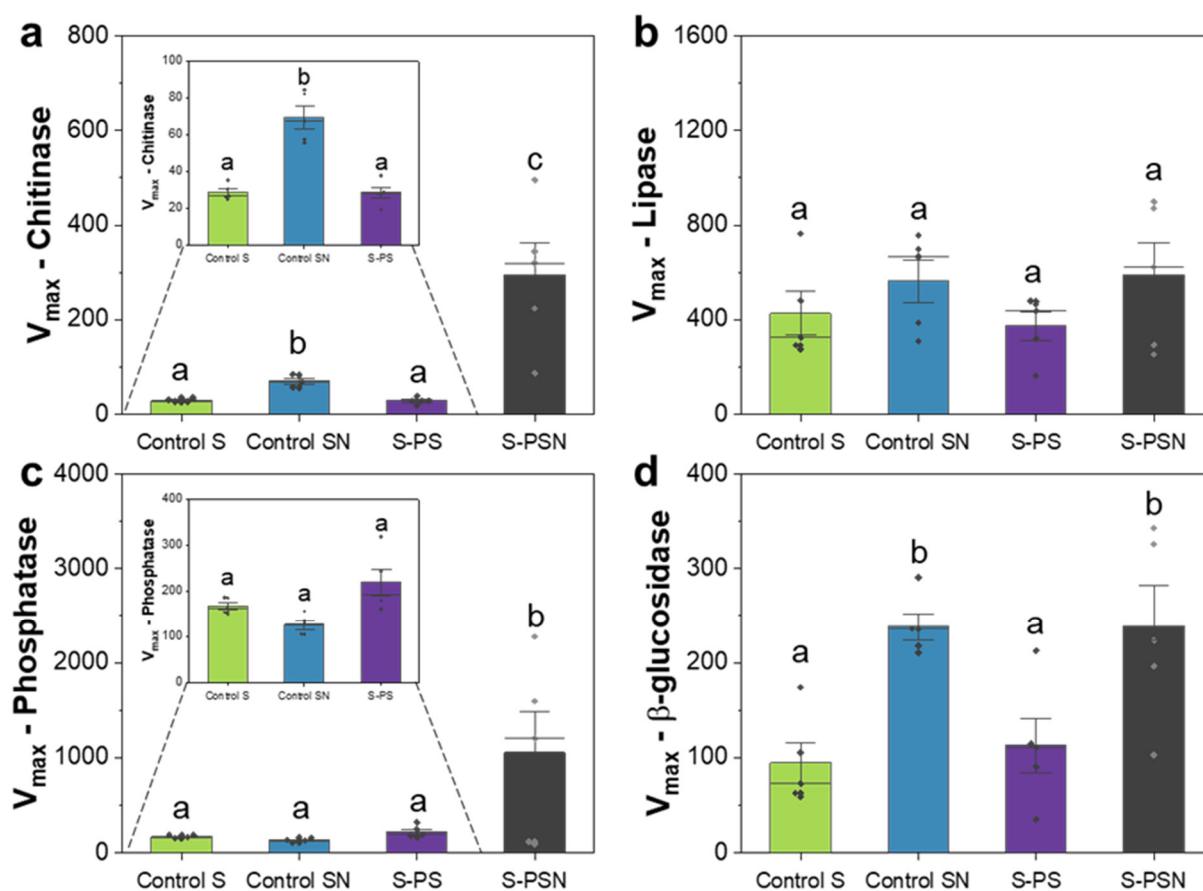 a
V_max - Chitinase
800
600
400
200
0
a
b
a
c
Control S
Control SN
S-PS
S-PSN
V_max - Chitinase
100
80
60
40
20
0
a
b
a
Control S
Control SN
S-PS
b
V_max - Lipase
1600
1200
800
400
0
a
a
a
a
Control S
Control SN
S-PS
S-PSN
c
V_max - Phosphatase
4000
3000
2000
1000
0
a
a
a
b
Control S
Control SN
S-PS
S-PSN
V_max - Phosphatase
400
300
200
100
0
a
a
a
Control S
Control SN
S-PS
d
V_max - β-glucosidase
400
300
200
100
0
a
b
a
b
Control S
Control SN
S-PS
S-PSN